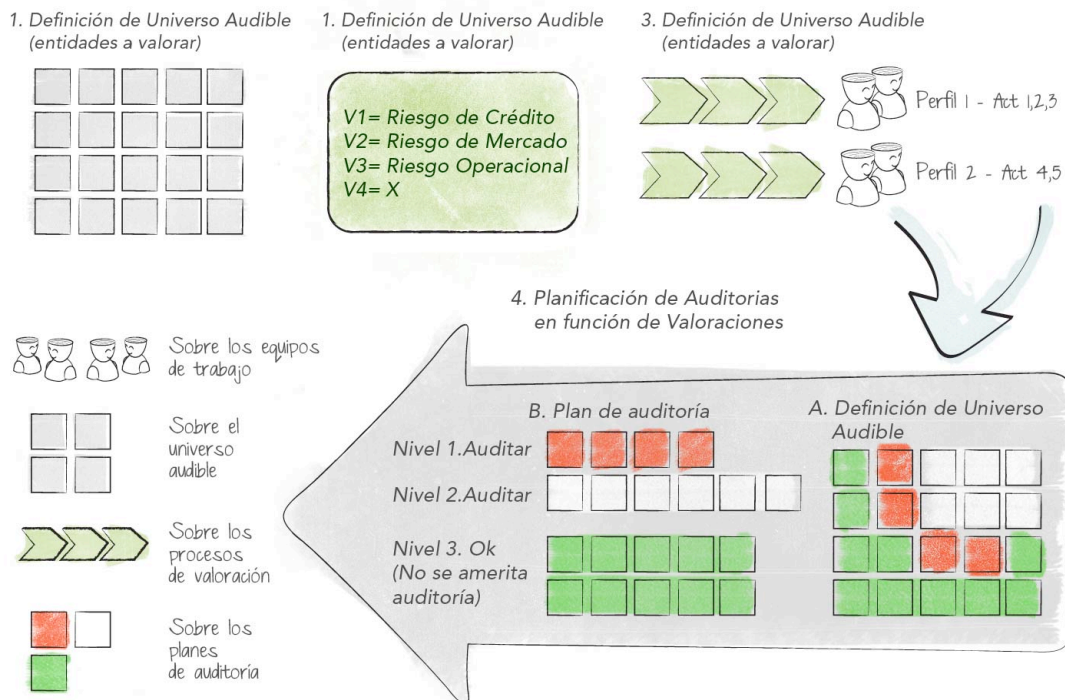 1. Definición de Universo Audible
(entidades a valorar)
1. Definición de Universo Audible
(entidades a valorar)
V1= Riesgo de Crédito
V2= Riesgo de Mercado
V3= Riesgo Operacional
V4= X
3. Definición de Universo Audible
(entidades a valorar)
Perfil 1 - Act 1,2,3
Perfil 2 - Act 4,5
4. Planificación de Auditorias
en función de Valoraciones
Sobre los equipos
de trabajo
Sobre el
universo
audible
Sobre los
procesos
de valoración
Sobre los
planes
de auditoría
B. Plan de auditoría
Nivel 1.Auditar
Nivel 2.Auditar
Nivel 3. Ok
(No se amerita
auditoría)
A. Definición de Universo
Audible